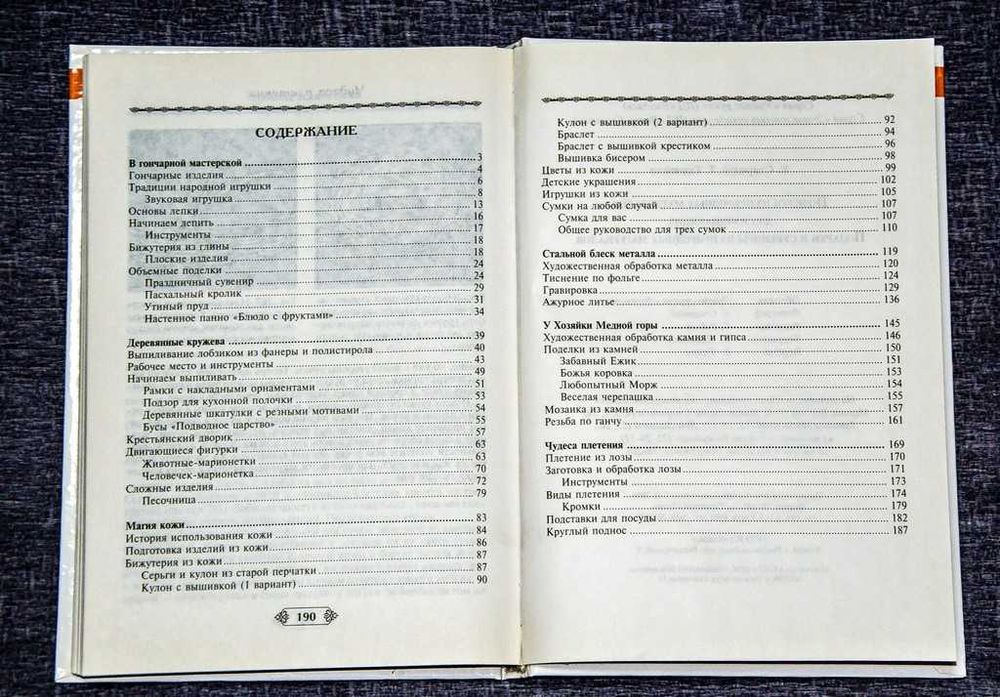 СОДЕРЖАНИЕ
В гончарной мастерской 3
Гончарные изделия 4
Традиции народной игрушки 6
Звуковая игрушка 8
Основы лепки 13
Начинаем лепить 16
Инструменты 17
Бижутерия из глины 18
Плоские изделия 18
Объемные поделки 24
Праздничный сувенир 24
Пасхальный кролик 29
Утиный пруд 31
Настенное панно «Блюдо с фруктами» 34
Деревянные кружева 39
Выпиливание лобзиком из фанеры и полистирола 40
Рабочее место и инструменты 43
Начинаем выпиливать 49
Рамки с накладными орнаментами 51
Подзор для кухонной полочки 53
Деревянные шкатулки с резными мотивами 54
Бусы «Подводное царство» 55
Крестьянский дворик 57
Двигающиеся фигурки 63
Животные-марионетки 63
Человечек-марионетка 70
Сложные изделия 72
Песочница 79
Магия кожи 83
История использования кожи 84
Подготовка изделий из кожи 86
Бижутерия из кожи 87
Серьги и кулон из старой перчатки 87
Кулон с вышивкой (1 вариант) 90
190
Кулон с вышивкой (2 вариант) 92
Браслет 94
Браслет с вышивкой крестиком 96
Вышивка бисером 98
Цветы из кожи 99
Детские украшения 102
Игрушки из кожи 105
Сумки на любой случай 107
Сумка для вас 107
Общее руководство для трех сумок 110
Стальной блеск металла 119
Художественная обработка металла 120
Тиснение по фольге 124
Гравировка 129
Ажурное литье 136
У Хозяйки Медной горы 145
Художественная обработка камня и гипса 146
Поделки из камней 150
Забавный Ежик 151
Божья коровка 153
Любопытный Морж 154
Веселая черепашка 155
Мозаика из камня 157
Резьба по ганчу 161
Чудеса плетения 169
Плетение из лозы 170
Заготовка и обработка лозы 171
Инструменты 173
Виды плетения 174
Кромки 179
Подставки для посуды 182
Круглый поднос 187